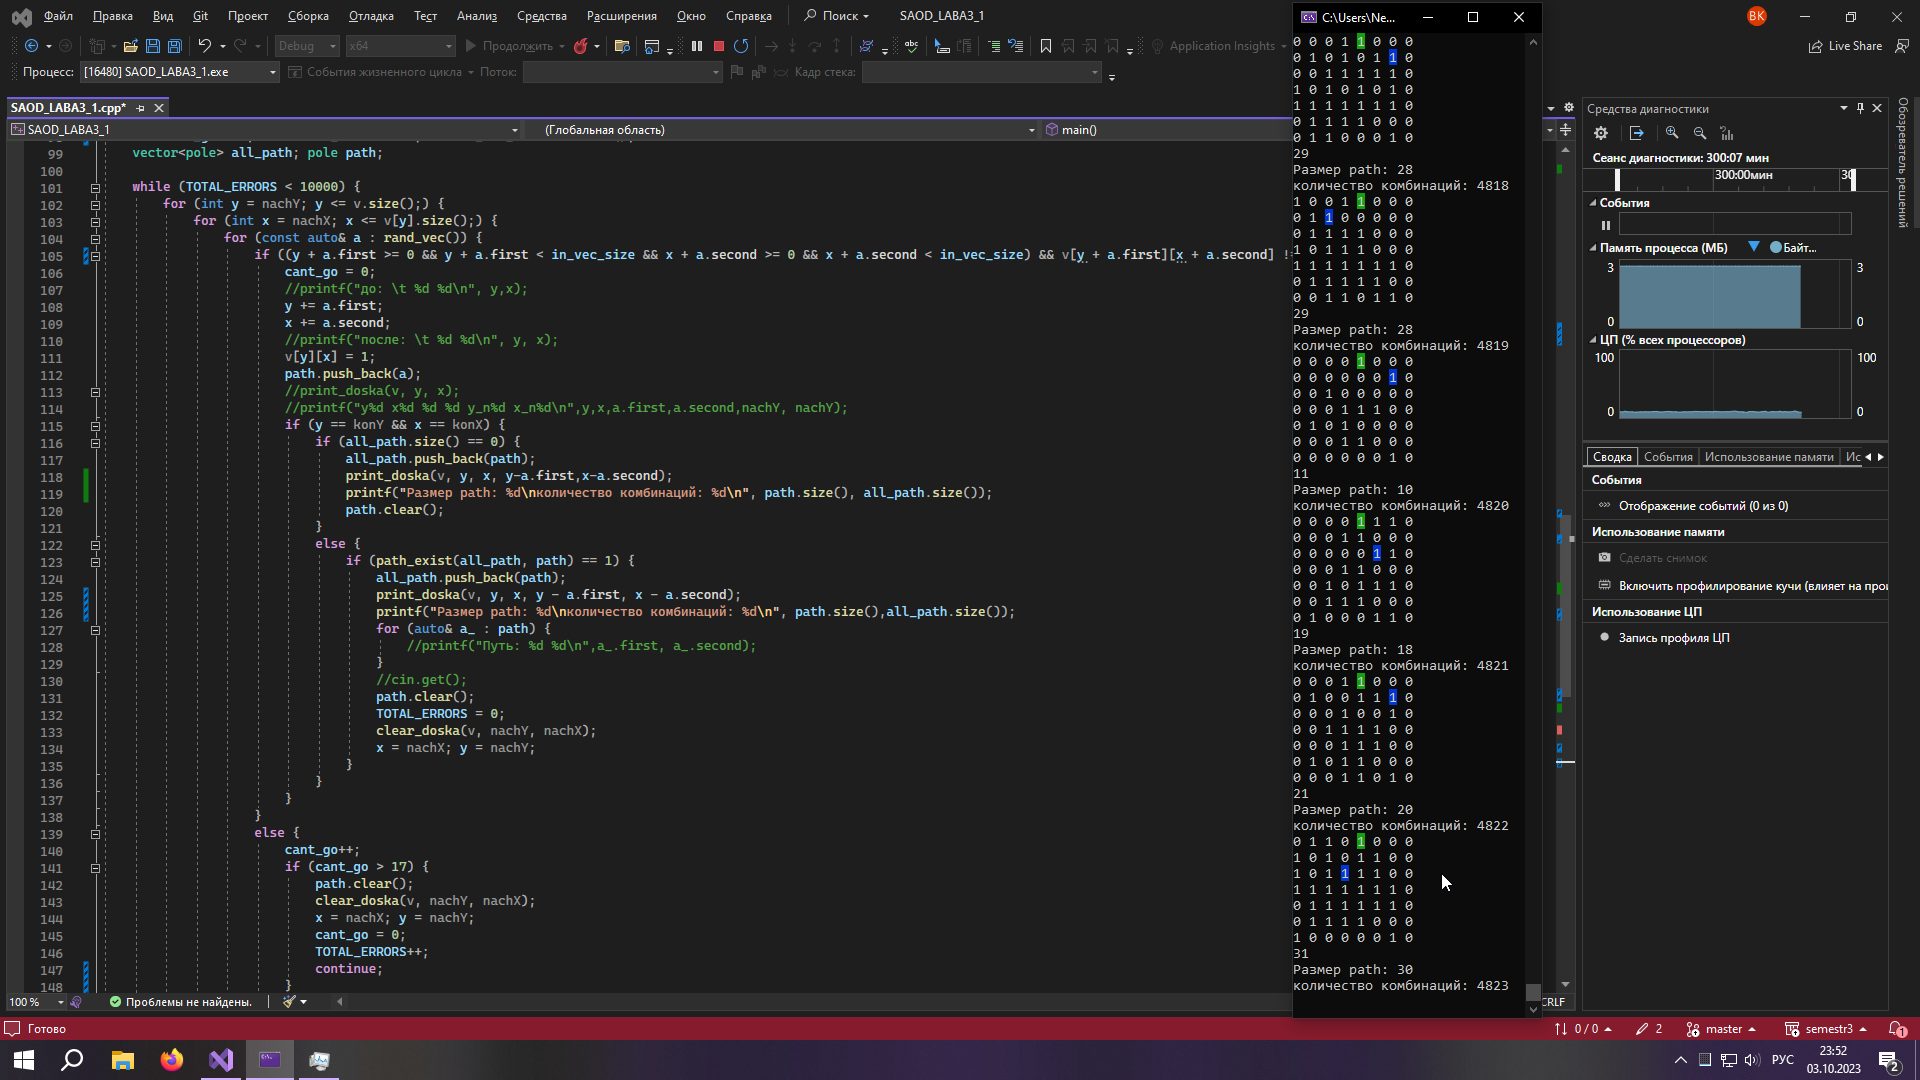 Файл Правка Вид Git Проект Сборка Отладка Тест Анализ Средства Расширения Окно Справка Поиск SAOD_LABA3_1
BK
Debug x64 Продолжить Application Insights Live Share
Процесс: [16480] SAOD_LABA3_1.exe События жизненного цикла Поток: Кадр стека:
SAOD_LABA3_1.cpp*
SAOD_LABA3_1 (Глобальная область) main()
99 vector<pole> all_path; pole path;
100
101 while (TOTAL_ERRORS < 10000) {
102 for (int y = nachY; y <= v.size();) {
103 for (int x = nachX; x <= v[y].size();) {
104 for (const auto& a : rand_vec()) {
105 if ((y + a.first >= 0 && y + a.first < in_vec_size && x + a.second >= 0 && x + a.second < in_vec_size) && v[y + a.first][x + a.second] !
106 cant_go = 0;
107 //printf("до: \t %d %d\n", y,x);
108 y += a.first;
109 x += a.second;
110 //printf("после: \t %d %d\n", y, x);
111 v[y][x] = 1;
112 path.push_back(a);
113 //print_doska(v, y, x);
114 //printf("y%d x%d %d %d y_n%d x_n%d\n",y,x,a.first,a.second,nachY, nachY);
115 if (y == konY && x == konX) {
116 if (all_path.size() == 0) {
117 all_path.push_back(path);
118 print_doska(v, y, x, y-a.first,x-a.second);
119 printf("Размер path: %d\nколичество комбинаций: %d\n", path.size(), all_path.size());
120 path.clear();
121 }
122 else {
123 if (path_exist(all_path, path) == 1) {
124 all_path.push_back(path);
125 print_doska(v, y, x, y - a.first, x - a.second);
126 printf("Размер path: %d\nколичество комбинаций: %d\n", path.size(),all_path.size());
127 for (auto& a_ : path) {
128 //printf("Путь: %d %d\n",a_.first, a_.second);
129 }
130 //cin.get();
131 path.clear();
132 TOTAL_ERRORS = 0;
133 clear_doska(v, nachY, nachX);
134 x = nachX; y = nachY;
135 }
136 }
137 }
138 }
139 else {
140 cant_go++;
141 if (cant_go > 17) {
142 path.clear();
143 clear_doska(v, nachY, nachX);
144 x = nachX; y = nachY;
145 cant_go = 0;
146 TOTAL_ERRORS++;
147 continue;
148 }
100 % Проблемы не найдены. CRLF
C:\Users\Ne...
0 0 0 1 1 0 0 0
0 1 0 1 0 1 1 0
0 0 1 1 1 1 1 0
1 0 1 0 1 0 1 0
1 1 1 1 1 1 1 0
0 1 1 1 1 0 0 0
0 1 1 0 0 0 1 0
29
Размер path: 28
количество комбинаций: 4818
1 0 0 1 1 0 0 0
0 1 1 0 0 0 0 0
0 1 1 1 1 0 0 0
1 0 1 1 1 0 0 0
1 1 1 1 1 1 1 0
0 1 1 1 1 1 0 0
0 0 1 1 0 1 1 0
29
Размер path: 28
количество комбинаций: 4819
0 0 0 0 1 0 0 0
0 0 0 0 0 0 1 0
0 0 1 0 0 0 0 0
0 0 0 1 1 1 0 0
0 1 0 1 0 0 0 0
0 0 0 1 1 0 0 0
0 0 0 0 0 0 1 0
11
Размер path: 10
количество комбинаций: 4820
0 0 0 0 1 1 1 0
0 0 0 1 1 0 0 0
0 0 0 0 0 1 1 0
0 0 0 1 1 0 0 0
0 0 1 0 1 1 1 0
0 0 1 1 1 0 0 0
0 1 0 0 0 1 1 0
19
Размер path: 18
количество комбинаций: 4821
0 0 0 1 1 0 0 0
0 1 0 0 1 1 1 0
0 0 0 1 0 0 1 0
0 0 1 1 1 1 0 0
0 0 0 1 1 1 0 0
0 1 0 1 1 0 0 0
0 0 0 1 1 0 1 0
21
Размер path: 20
количество комбинаций: 4822
0 1 1 0 1 0 0 0
1 0 1 0 1 1 0 0
1 0 1 1 1 1 0 0
1 1 1 1 1 1 1 0
0 1 1 1 1 1 1 0
0 1 1 1 1 0 0 0
1 0 0 0 0 0 1 0
31
Размер path: 30
количество комбинаций: 4823
Средства диагностики
Сеанс диагностики: 300:07 мин
300:00мин 30
События
Память процесса (МБ) Байт...
3 3
0 0
ЦП (% всех процессоров)
100 100
0 0
Сводка События Использование памяти Ис
События
Отображение событий (0 из 0)
Использование памяти
Сделать снимок
Включить профилирование кучи (влияет на прои
Использование ЦП
Запись профиля ЦП
Обозреватель решений
Готово 0 / 0 2 master semestr3 1
РУС 23:52
03.10.2023
2